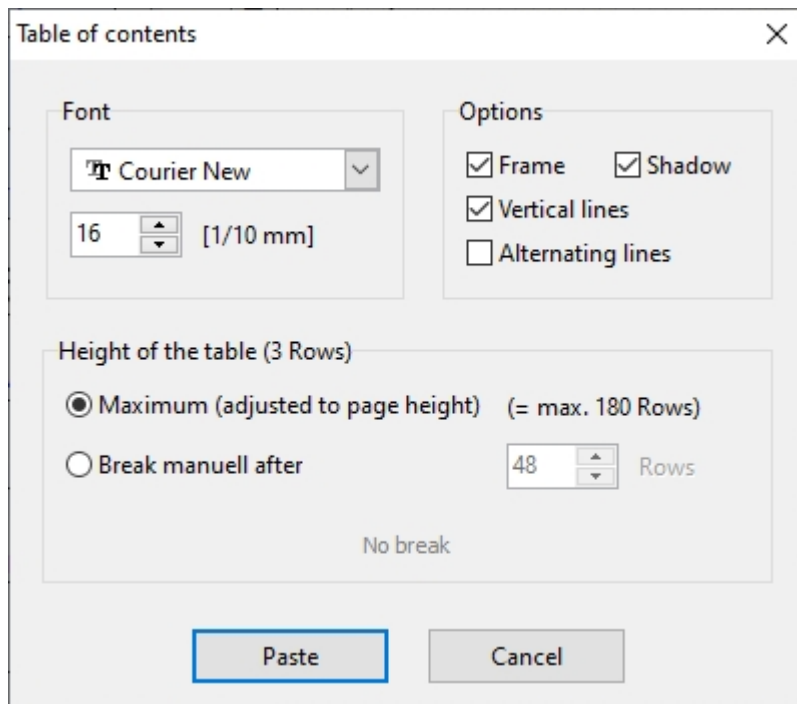 Table of contents
Font
Courier New
16 [1/10 mm]
Options
Frame Shadow
Vertical lines
Alternating lines
Height of the table (3 Rows)
Maximum (adjusted to page height) (= max. 180 Rows)
Break manuell after 48 Rows
No break
Paste Cancel